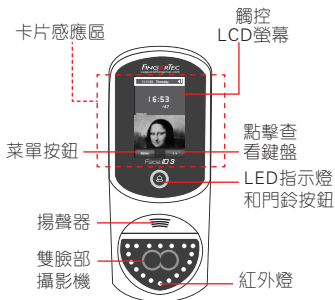 觸控
LCD螢幕
卡片感應區
FINGERTEC
16:53
點擊查
看鍵盤
菜單按鈕
Face ID 3
LED指示燈
和門鈴按鈕
揚聲器
雙臉部
攝影機
紅外燈